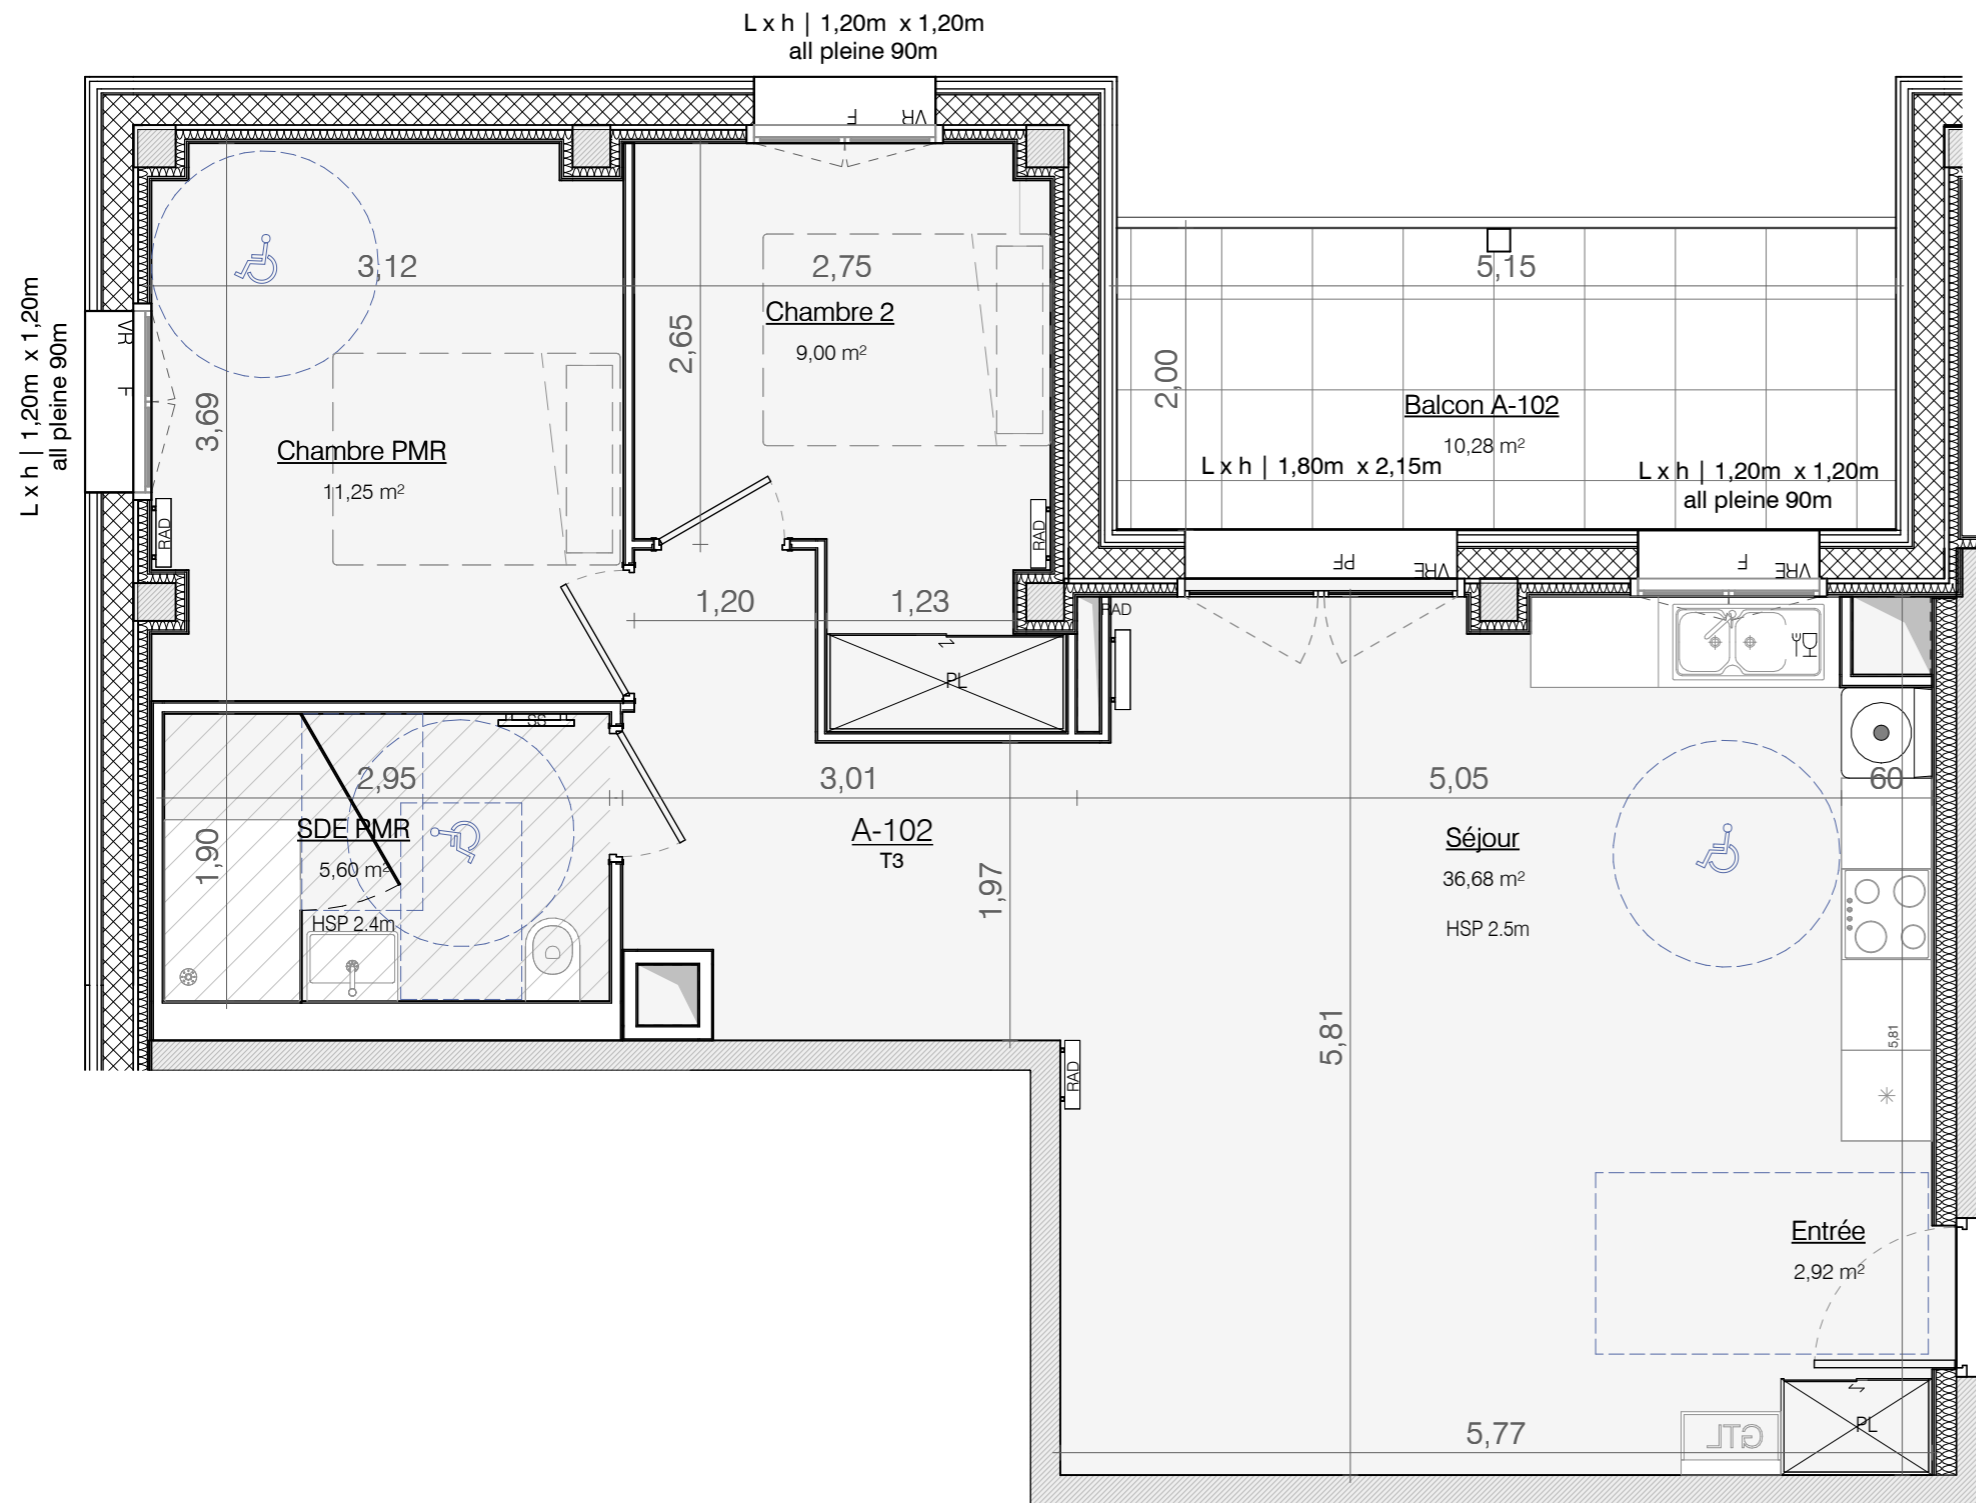 L x h | 1,20m x 1,20m
all pleine 90m
F
VR
L x h | 1,20m x 1,20m
all pleine 90m
VR
F
3,12
2,75
5,15
Chambre 2
9,00 m²
2,65
2,00
3,69
Chambre PMR
11,25 m²
Balcon A-102
10,28 m²
L x h | 1,80m x 2,15m
L x h | 1,20m x 1,20m
all pleine 90m
RAD
RAD
PF
VRE
F
VRE
1,20
1,23
RAD
PL
SS
2,95
3,01
5,05
60
SDE PMR
5,60 m²
HSP 2.4m
1,90
A-102
T3
1,97
Séjour
36,68 m²
HSP 2.5m
5,81
5,81
RAD
Entrée
2,92 m²
5,77
GTL
PL